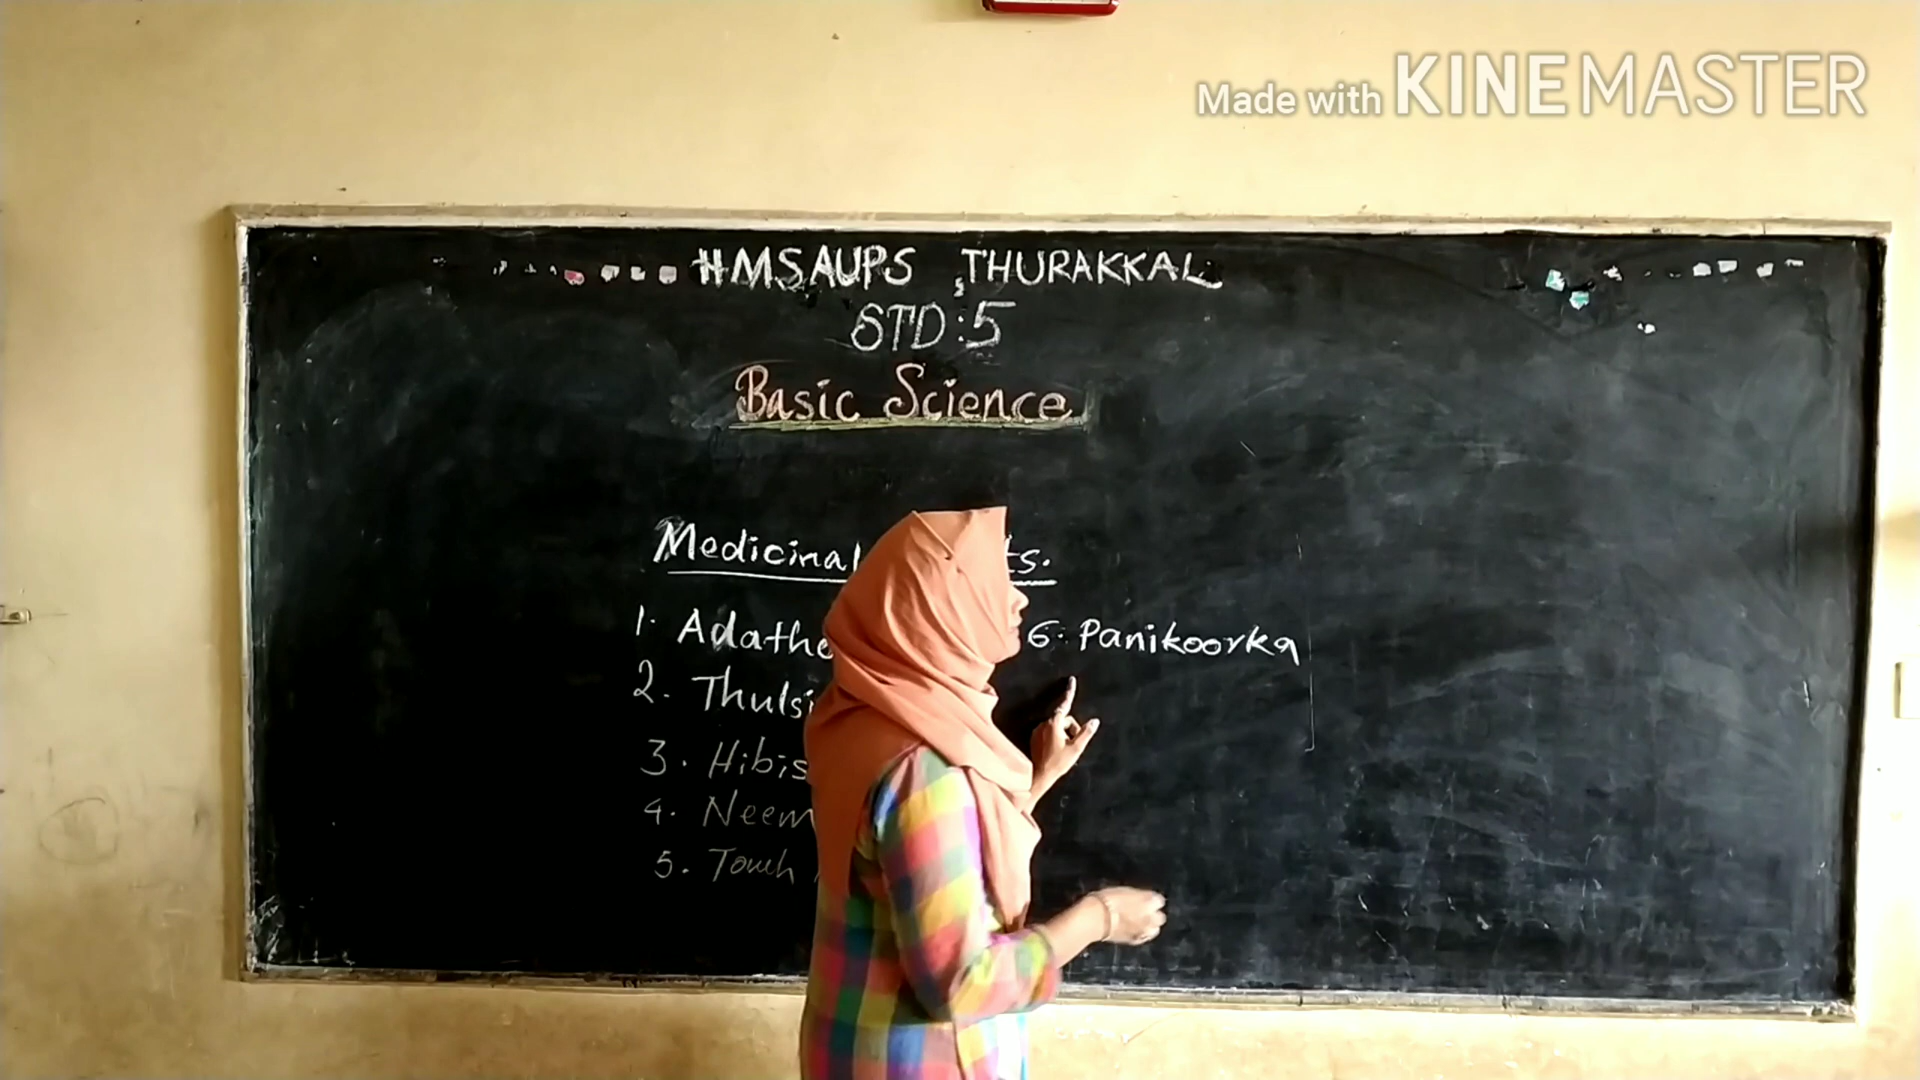 Made with KINEMASTER
HMSAUPS THURAKKAL
STD:5
Basic Science
Medicinal
1. Adathe
6. Panikoorka
2. Thulsi
3. Hibis
4. Neem
5. Touch